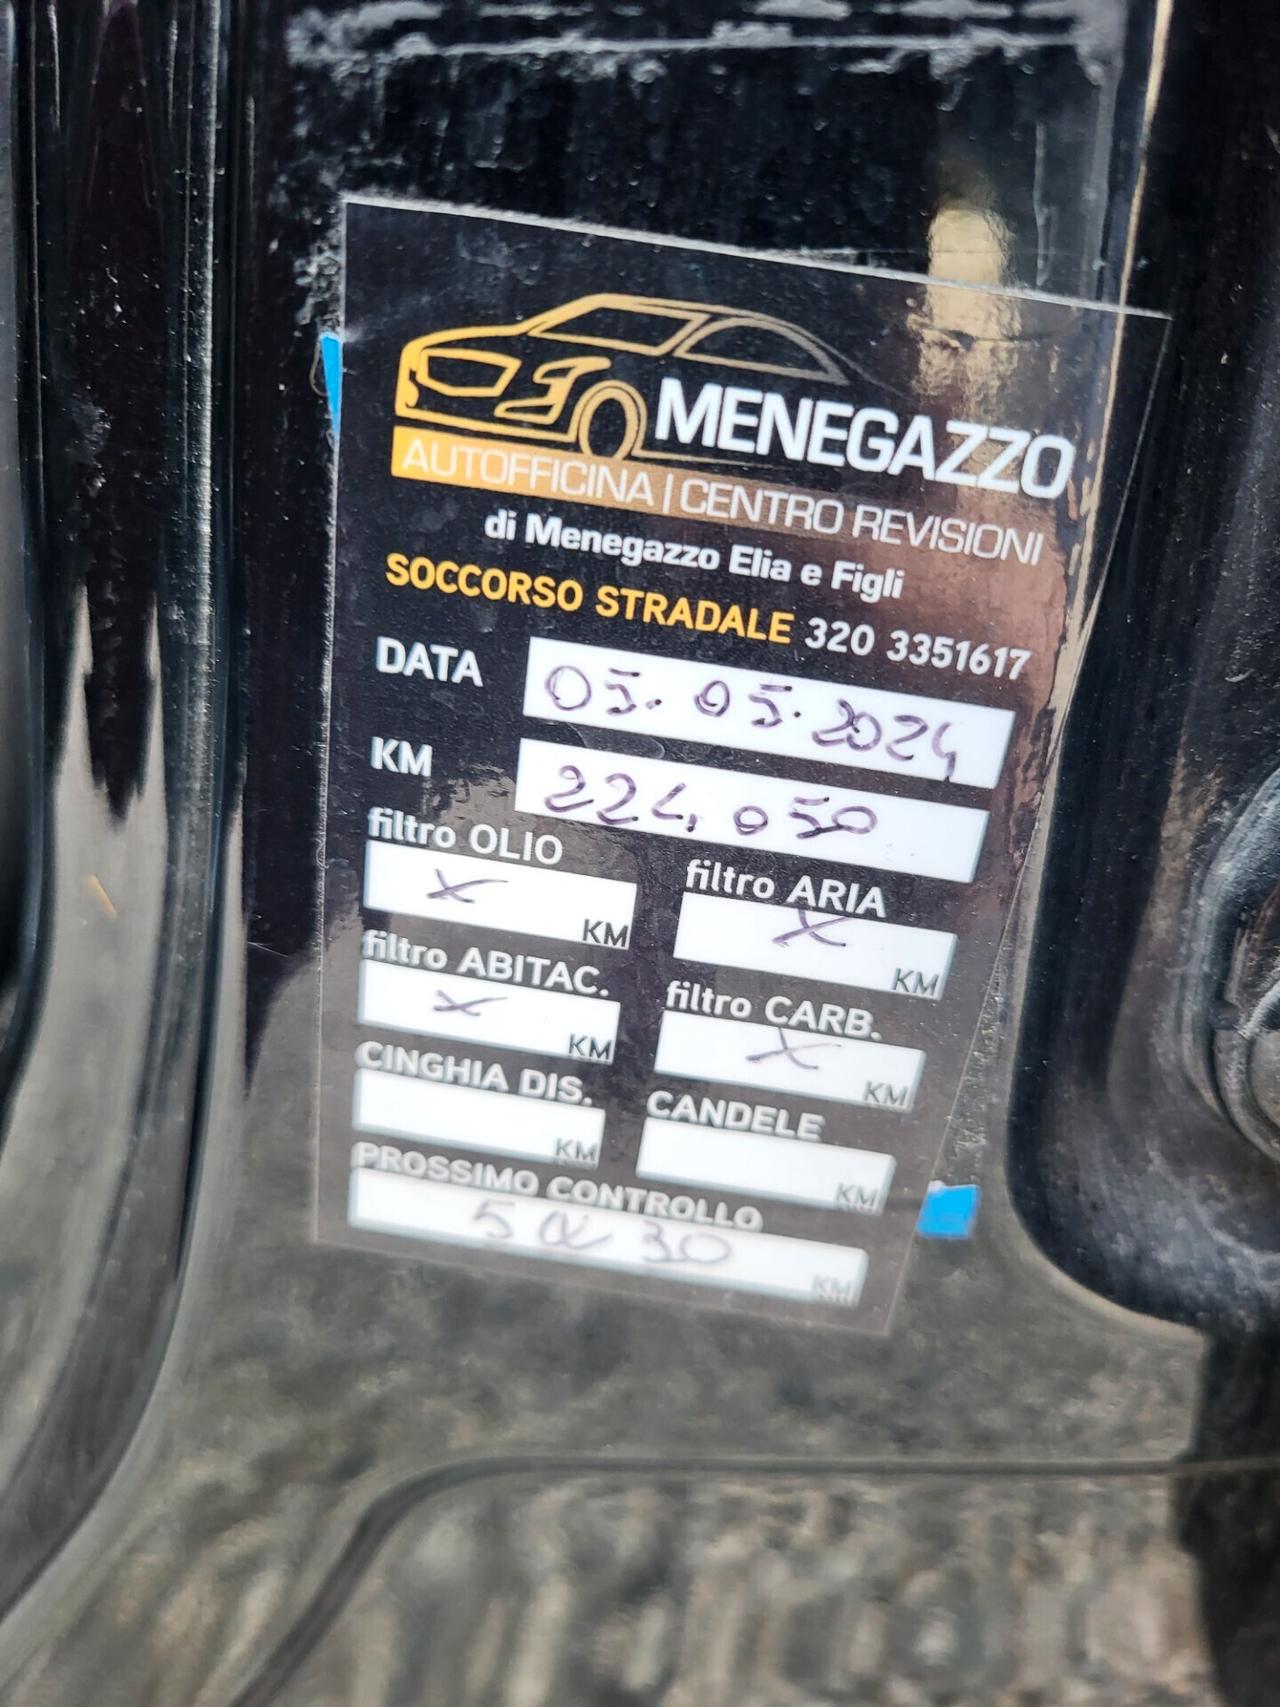 MENEGAZZO
AUTOFFICINA | CENTRO REVISIONI
di Menegazzo Elia e Figli
SOCCORSO STRADALE 320 3351617
DATA 05.05.2024
KM 224.050
filtro OLIO filtro ARIA
x KM x KM
filtro ABITAC. filtro CARB.
x KM x KM
CINGHIA DIS. CANDELE
KM KM
PROSSIMO CONTROLLO
5 W 30 KM